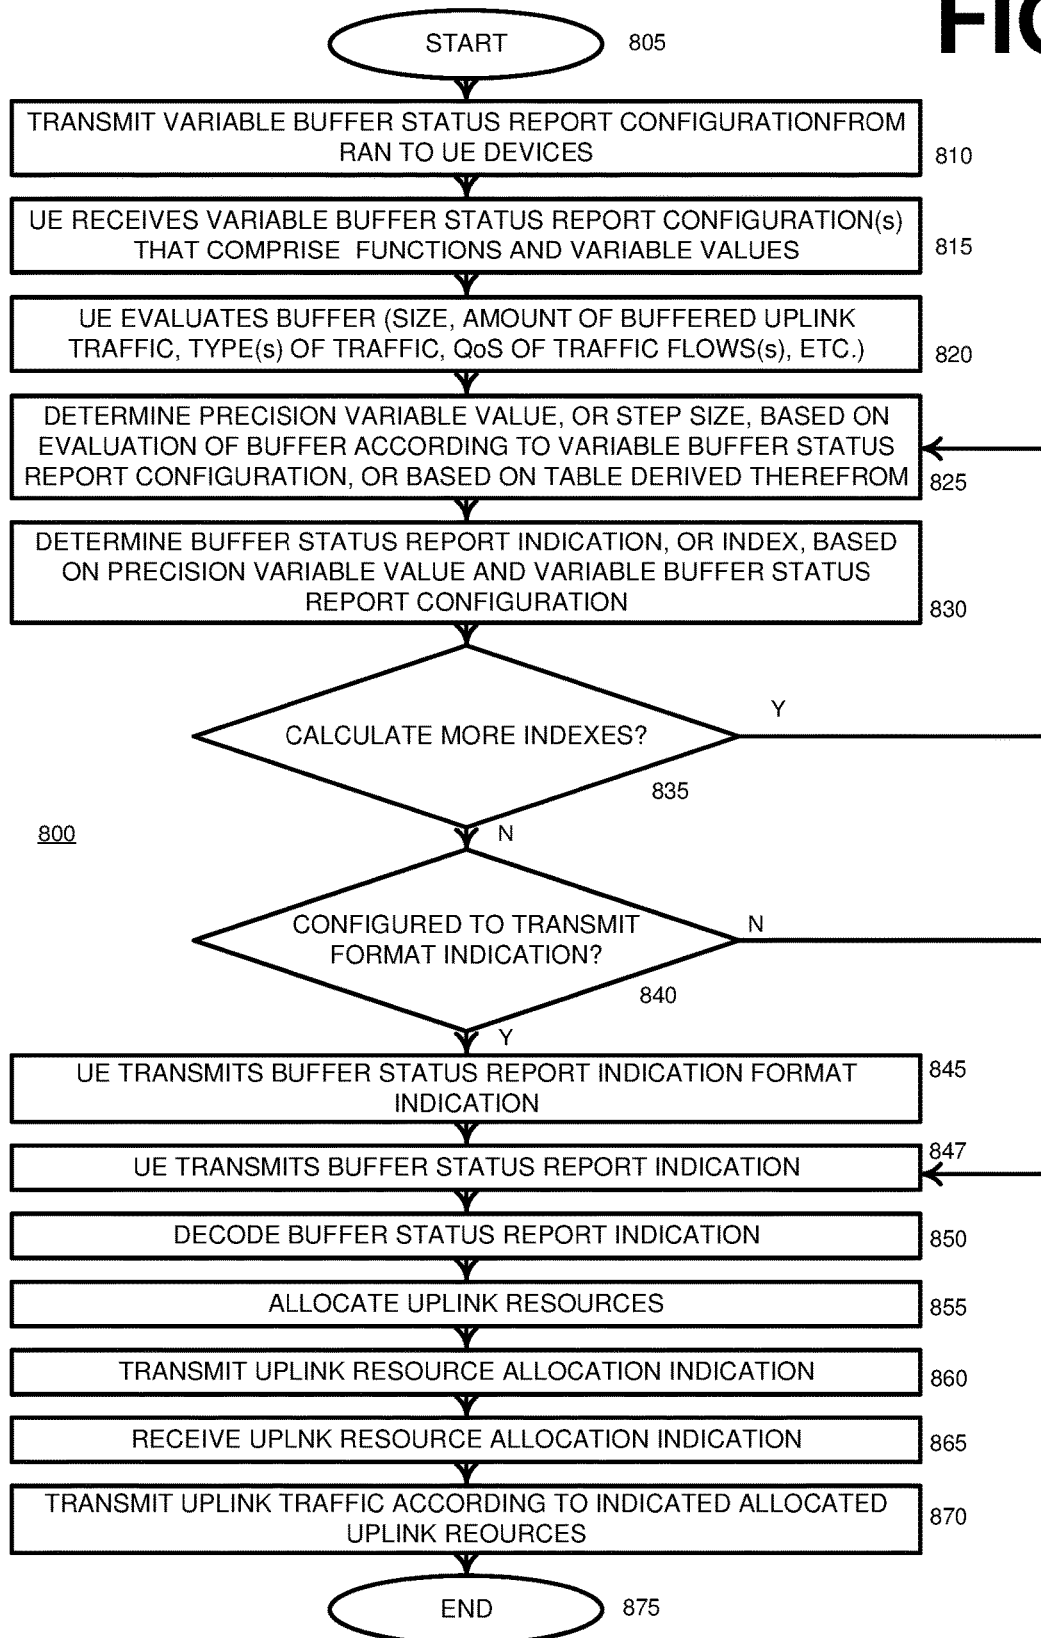 FIG
START
805
TRANSMIT VARIABLE BUFFER STATUS REPORT CONFIGURATIONFROM
RAN TO UE DEVICES
810
UE RECEIVES VARIABLE BUFFER STATUS REPORT CONFIGURATION(s)
THAT COMPRISE FUNCTIONS AND VARIABLE VALUES
815
UE EVALUATES BUFFER (SIZE, AMOUNT OF BUFFERED UPLINK
TRAFFIC, TYPE(s) OF TRAFFIC, QoS OF TRAFFIC FLOWS(s), ETC.)
820
DETERMINE PRECISION VARIABLE VALUE, OR STEP SIZE, BASED ON
EVALUATION OF BUFFER ACCORDING TO VARIABLE BUFFER STATUS
REPORT CONFIGURATION, OR BASED ON TABLE DERIVED THEREFROM
825
DETERMINE BUFFER STATUS REPORT INDICATION, OR INDEX, BASED
ON PRECISION VARIABLE VALUE AND VARIABLE BUFFER STATUS
REPORT CONFIGURATION
830
CALCULATE MORE INDEXES?
Y
835
800
N
CONFIGURED TO TRANSMIT
FORMAT INDICATION?
N
840
Y
UE TRANSMITS BUFFER STATUS REPORT INDICATION FORMAT
INDICATION
845
UE TRANSMITS BUFFER STATUS REPORT INDICATION
847
DECODE BUFFER STATUS REPORT INDICATION
850
ALLOCATE UPLINK RESOURCES
855
TRANSMIT UPLINK RESOURCE ALLOCATION INDICATION
860
RECEIVE UPLNK RESOURCE ALLOCATION INDICATION
865
TRANSMIT UPLINK TRAFFIC ACCORDING TO INDICATED ALLOCATED
UPLINK REOURCES
870
END
875